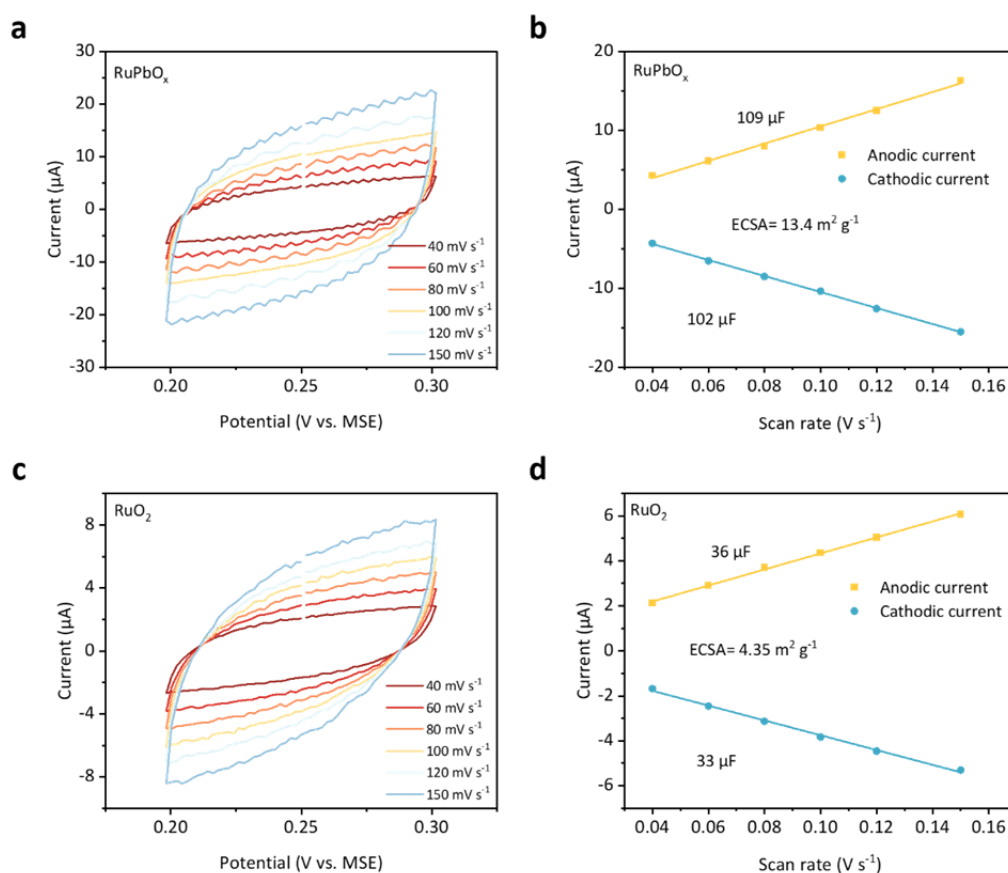 a
RuPbOₓ
30
20
10
0
-10
-20
-30
Current (µA)
0.20
0.25
0.30
Potential (V vs. MSE)
40 mV s⁻¹
60 mV s⁻¹
80 mV s⁻¹
100 mV s⁻¹
120 mV s⁻¹
150 mV s⁻¹
b
RuPbOₓ
20
10
0
-10
-20
Current (µA)
109 µF
Anodic current
Cathodic current
ECSA= 13.4 m² g⁻¹
102 µF
0.04 0.06 0.08 0.10 0.12 0.14 0.16
Scan rate (V s⁻¹)
c
RuO₂
8
4
0
-4
-8
Current (µA)
0.20
0.25
0.30
Potential (V vs. MSE)
40 mV s⁻¹
60 mV s⁻¹
80 mV s⁻¹
100 mV s⁻¹
120 mV s⁻¹
150 mV s⁻¹
d
RuO₂
6
4
2
0
-2
-4
-6
Current (µA)
36 µF
Anodic current
Cathodic current
ECSA= 4.35 m² g⁻¹
33 µF
0.04 0.06 0.08 0.10 0.12 0.14 0.16
Scan rate (V s⁻¹)